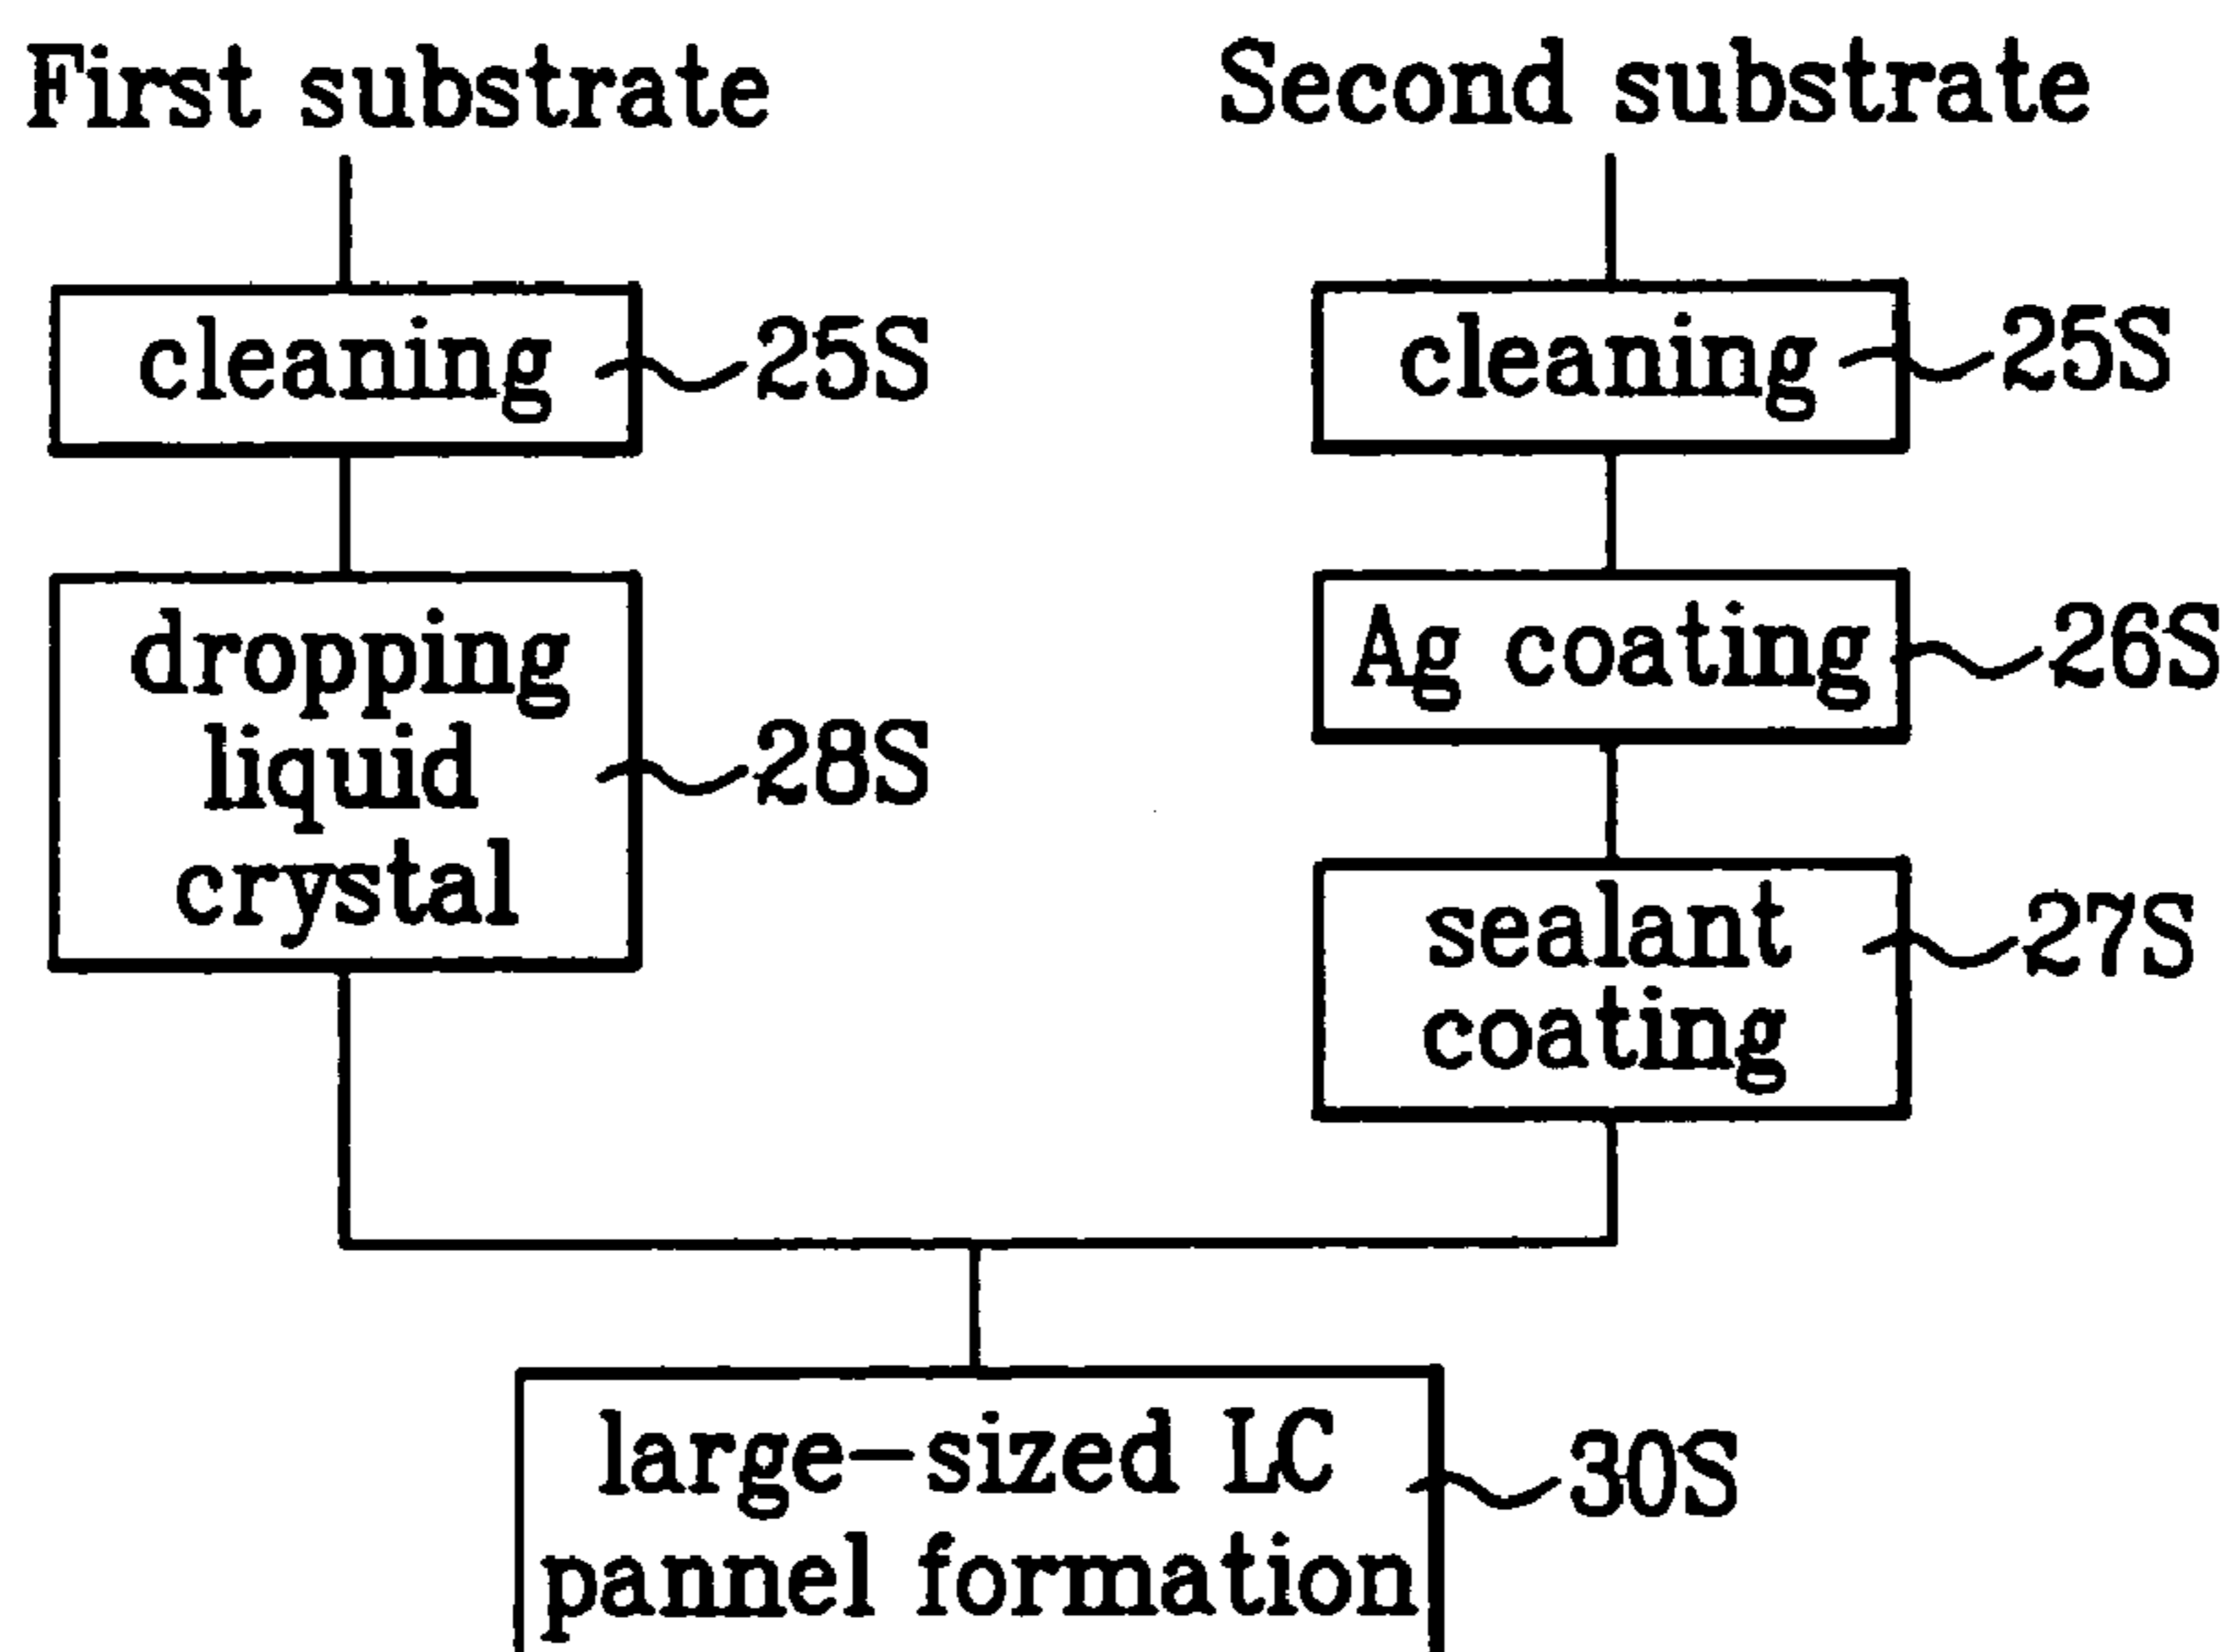 First substrate
Second substrate
cleaning
25S
cleaning
25S
dropping
liquid
crystal
28S
Ag coating
26S
sealant
coating
27S
large-sized LC
pannel formation
30S